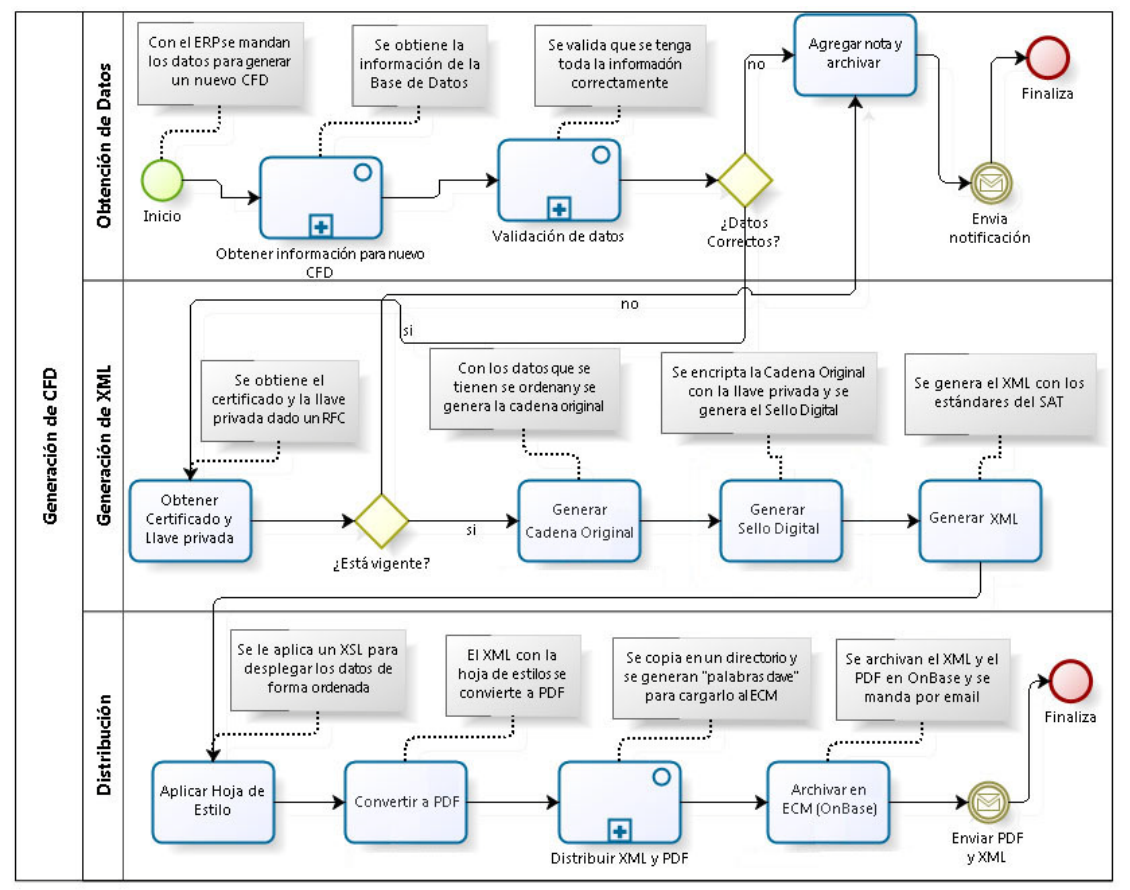 Generación de CFD
Obtención de Datos
Con el ERP se mandan
los datos para generar
un nuevo CFD
Se obtiene la
información de la
Base de Datos
Se valida que se tenga
toda la información
correctamente
no
Agregar nota y
archivar
Finaliza
Inicio
Obtener información para nuevo
CFD
Validación de datos
¿Datos
Correctos?
Envia
notificación
Generación de XML
no
si
Se obtiene el
certificado y la llave
privada dado un RFC
Con los datos que se
tienen se ordenan y se
genera la cadena original
Se encripta la Cadena Original
con la llave privada y se
genera el Sello Digital
Se genera el XML con los
estándares del SAT
Obtener
Certificado y
Llave privada
¿Está vigente?
si
Generar
Cadena Original
Generar
Sello Digital
Generar XML
Distribución
Se le aplica un XSL para
desplegar los datos de
forma ordenada
El XML con la
hoja de estilos se
convierte a PDF
Se copia en un directorio y
se generan "palabras clave"
para cargarlo al ECM
Se archivan el XML y el
PDF en OnBase y se
manda por email
Finaliza
Aplicar Hoja de
Estilo
Convertir a PDF
Distribuir XML y PDF
Archivar en
ECM (OnBase)
Enviar PDF
y XML